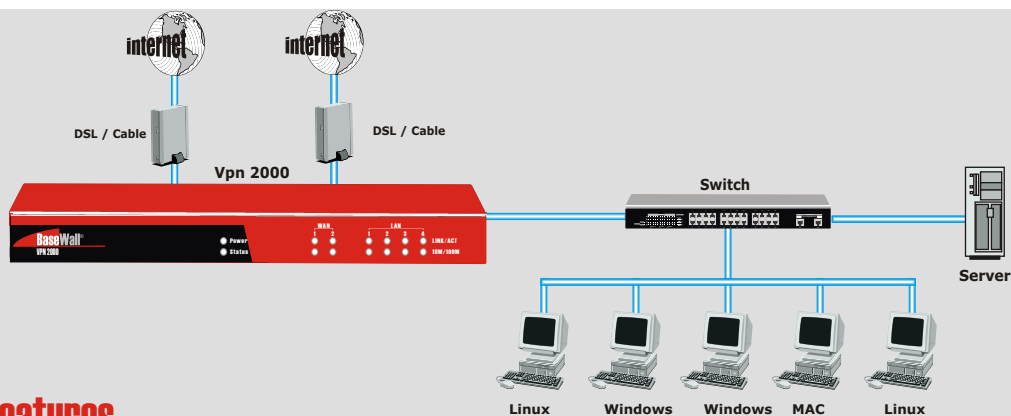 internet
internet
DSL / Cable
DSL / Cable
Vpn 2000
BaseWall®
VPN 2000
Power
Status
WAN
1 2
LAN
1 2 3 4
LINK/ACT
10M/100M
Switch
Server
Linux
Windows
Windows
MAC
Linux